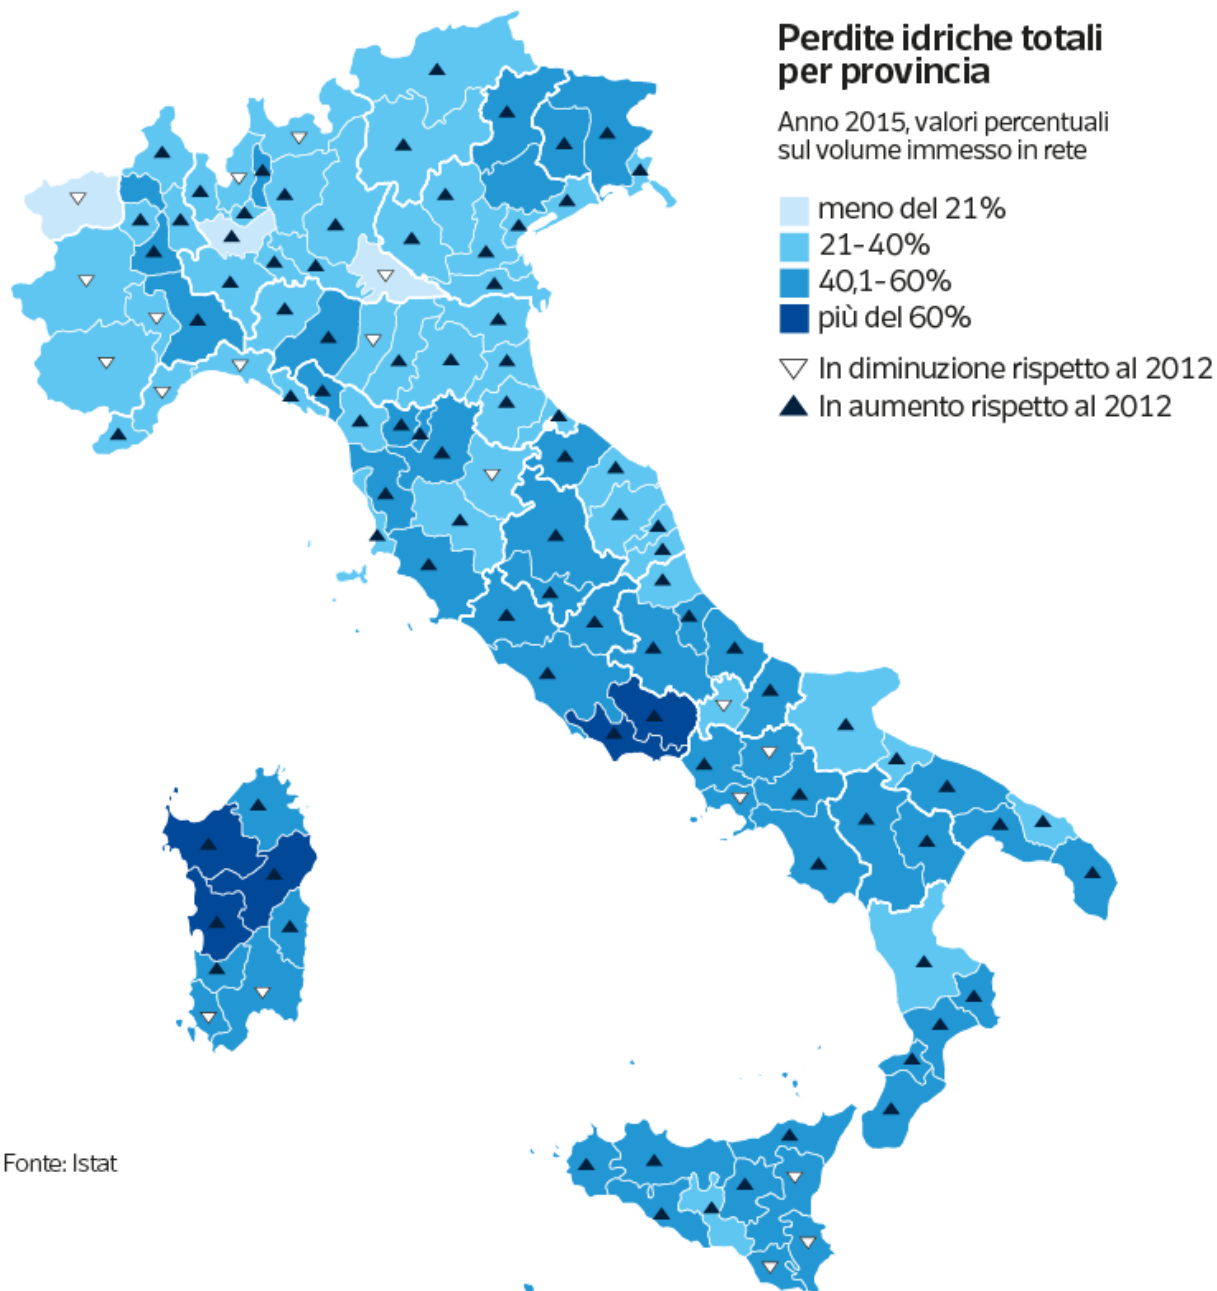 Perdite idriche totali
per provincia
Anno 2015, valori percentuali
sul volume immesso in rete
meno del 21%
21-40%
40,1-60%
più del 60%
In diminuzione rispetto al 2012
In aumento rispetto al 2012
Fonte: Istat